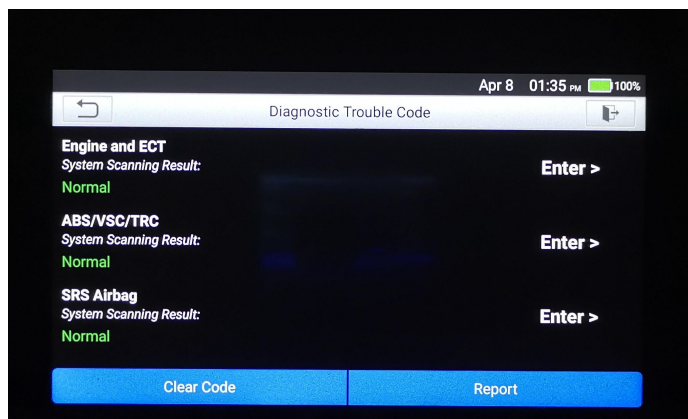 Apr 8 01:35 PM 100%
Diagnostic Trouble Code
Engine and ECT
System Scanning Result:
Normal
Enter >
ABS/VSC/TRC
System Scanning Result:
Normal
Enter >
SRS Airbag
System Scanning Result:
Normal
Enter >
Clear Code
Report